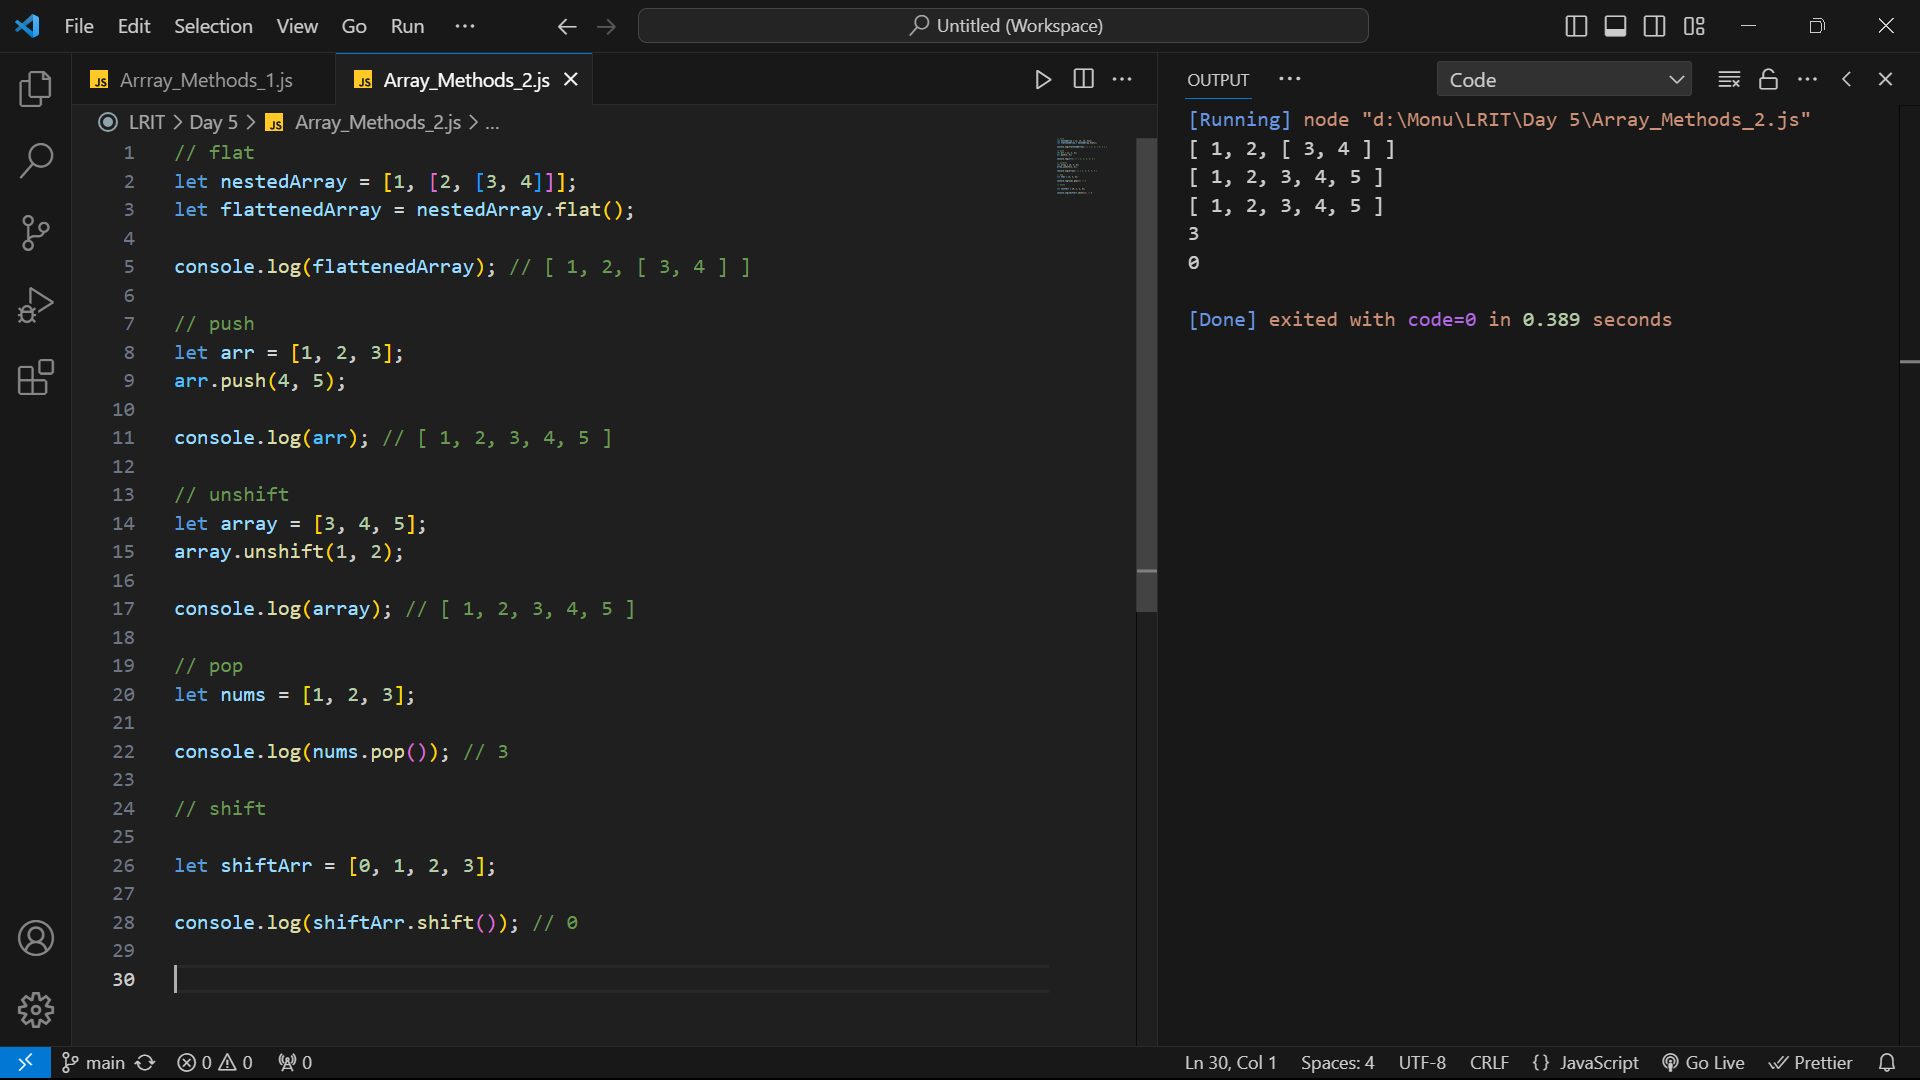 File Edit Selection View Go Run ··· Untitled (Workspace)
JS Arrray_Methods_1.js JS Array_Methods_2.js
LRIT > Day 5 > JS Array_Methods_2.js > ...
1 // flat
2 let nestedArray = [1, [2, [3, 4]]];
3 let flattenedArray = nestedArray.flat();
4
5 console.log(flattenedArray); // [ 1, 2, [ 3, 4 ] ]
6
7 // push
8 let arr = [1, 2, 3];
9 arr.push(4, 5);
10
11 console.log(arr); // [ 1, 2, 3, 4, 5 ]
12
13 // unshift
14 let array = [3, 4, 5];
15 array.unshift(1, 2);
16
17 console.log(array); // [ 1, 2, 3, 4, 5 ]
18
19 // pop
20 let nums = [1, 2, 3];
21
22 console.log(nums.pop()); // 3
23
24 // shift
25
26 let shiftArr = [0, 1, 2, 3];
27
28 console.log(shiftArr.shift()); // 0
29
30
OUTPUT ··· Code
[Running] node "d:\Monu\LRIT\Day 5\Array_Methods_2.js"
[ 1, 2, [ 3, 4 ] ]
[ 1, 2, 3, 4, 5 ]
[ 1, 2, 3, 4, 5 ]
3
0
[Done] exited with code=0 in 0.389 seconds
main 0 0 0 Ln 30, Col 1 Spaces: 4 UTF-8 CRLF {} JavaScript Go Live Prettier